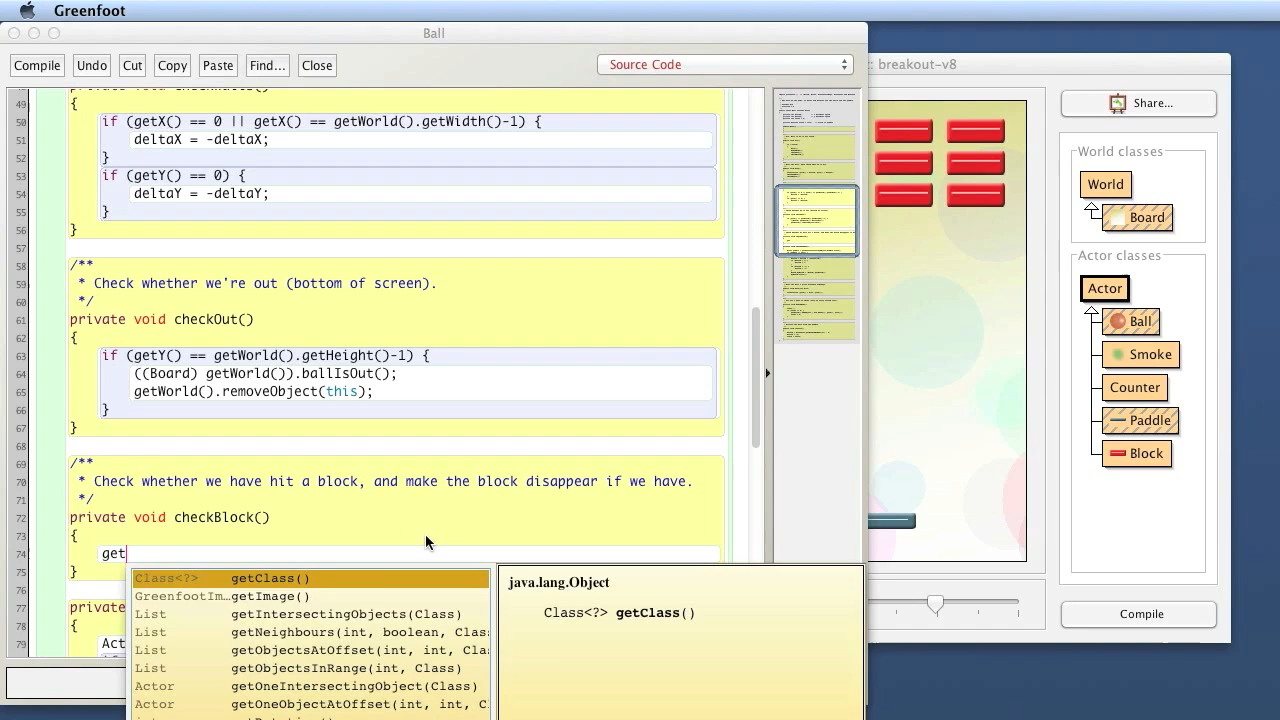 Greenfoot
Ball
Compile
Undo
Cut
Copy
Paste
Find...
Close
Source Code
49 {
50 if (getX() == 0 || getX() == getWorld().getWidth()-1) {
51 deltaX = -deltaX;
52 }
53 if (getY() == 0) {
54 deltaY = -deltaY;
55 }
56 }
57
58 /**
59 * Check whether we're out (bottom of screen).
60 */
61 private void checkOut()
62 {
63 if (getY() == getWorld().getHeight()-1) {
64 ((Board) getWorld()).ballIsOut();
65 getWorld().removeObject(this);
66 }
67 }
68
69 /**
70 * Check whether we have hit a block, and make the block disappear if we have.
71 */
72 private void checkBlock()
73 {
74 get
75 }
76
77 private
78 {
79 Act
Class<?> getClass()
GreenfootIm… getImage()
List getIntersectingObjects(Class)
List getNeighbours(int, boolean, Clas
List getObjectsAtOffset(int, int, Cla
List getObjectsInRange(int, Class)
Actor getOneIntersectingObject(Class)
Actor getOneObjectAtOffset(int, int, C
java.lang.Object
Class<?> getClass()
: breakout-v8
Share...
World classes
World
Board
Actor classes
Actor
Ball
Smoke
Counter
Paddle
Block
Compile